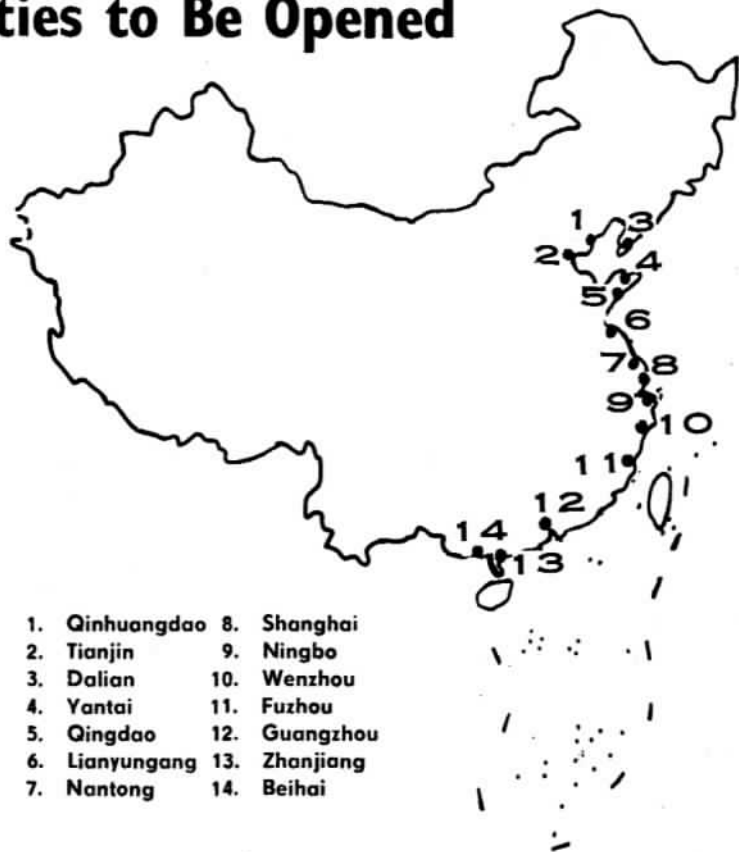 ties to Be Opened
1
3
2
4
5
6
7 8
9
10
11
12
14
13
1. Qinhuangdao 8. Shanghai
2. Tianjin 9. Ningbo
3. Dalian 10. Wenzhou
4. Yantai 11. Fuzhou
5. Qingdao 12. Guangzhou
6. Lianyungang 13. Zhanjiang
7. Nantong 14. Beihai